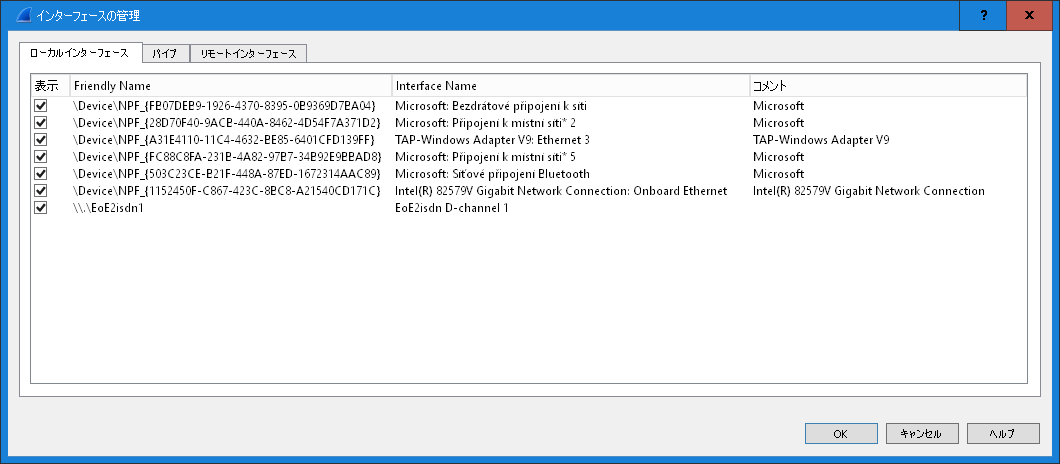 インターフェースの管理
? x
ローカルインターフェース パイプ リモートインターフェース
表示 Friendly Name Interface Name コメント
\Device\NPF_{FB07DEB9-1926-4370-8395-0B9369D7BA04} Microsoft: Bezdrátové připojení k síti Microsoft
\Device\NPF_{28D70F40-9ACB-440A-8462-4D54F7A371D2} Microsoft: Připojení k místní síti* 2 Microsoft
\Device\NPF_{A31E4110-11C4-4632-BE85-6401CFD139FF} TAP-Windows Adapter V9: Ethernet 3 TAP-Windows Adapter V9
\Device\NPF_{FC88C8FA-231B-4A82-97B7-34B92E9BBAD8} Microsoft: Připojení k místní síti* 5 Microsoft
\Device\NPF_{503C23CE-B21F-448A-87ED-1672314AAC89} Microsoft: Síťové připojení Bluetooth Microsoft
\Device\NPF_{1152450F-C867-423C-8BC8-A21540CD171C} Intel(R) 82579V Gigabit Network Connection: Onboard Ethernet Intel(R) 82579V Gigabit Network Connection
\\.\EoE2isdn1 EoE2isdn D-channel 1
OK キャンセル ヘルプ